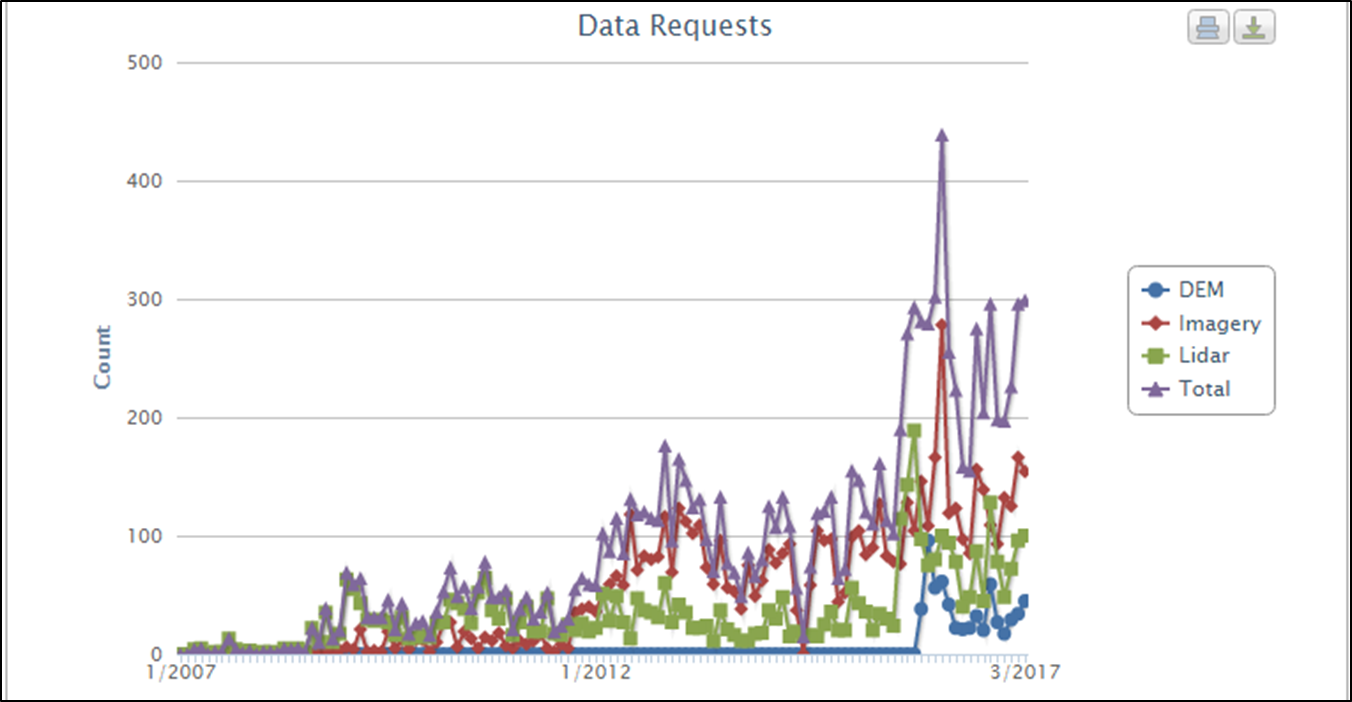 Data Requests
500
400
300
200
100
0
Count
1/2007
1/2012
3/2017
DEM
Imagery
Lidar
Total